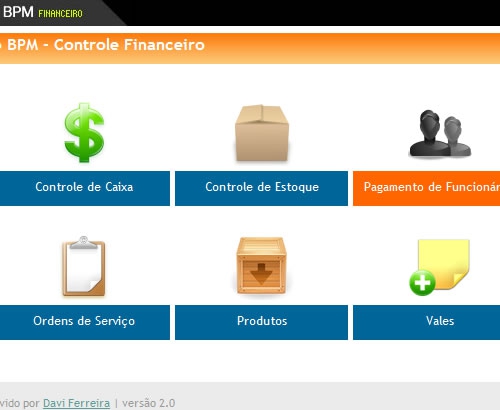 BPM FINANCEIRO
BPM - Controle Financeiro
Controle de Caixa
Controle de Estoque
Pagamento de Funcionár
Ordens de Serviço
Produtos
Vales
vido por Davi Ferreira | versão 2.0